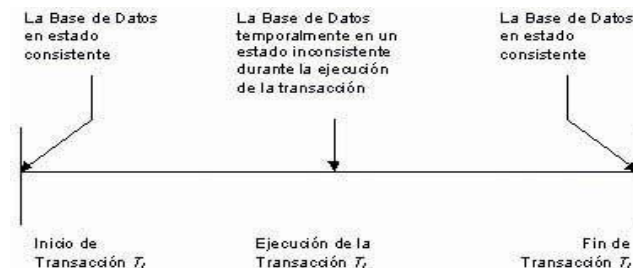 La Base de Datos
en estado
consistente
La Base de Datos
temporalmente en un
estado inconsistente
durante la ejecución
de la transacción
La Base de Datos
en estado
consistente
Inicio de
Transacción T
Ejecución de la
Transacción T
Fin de
Transacción T